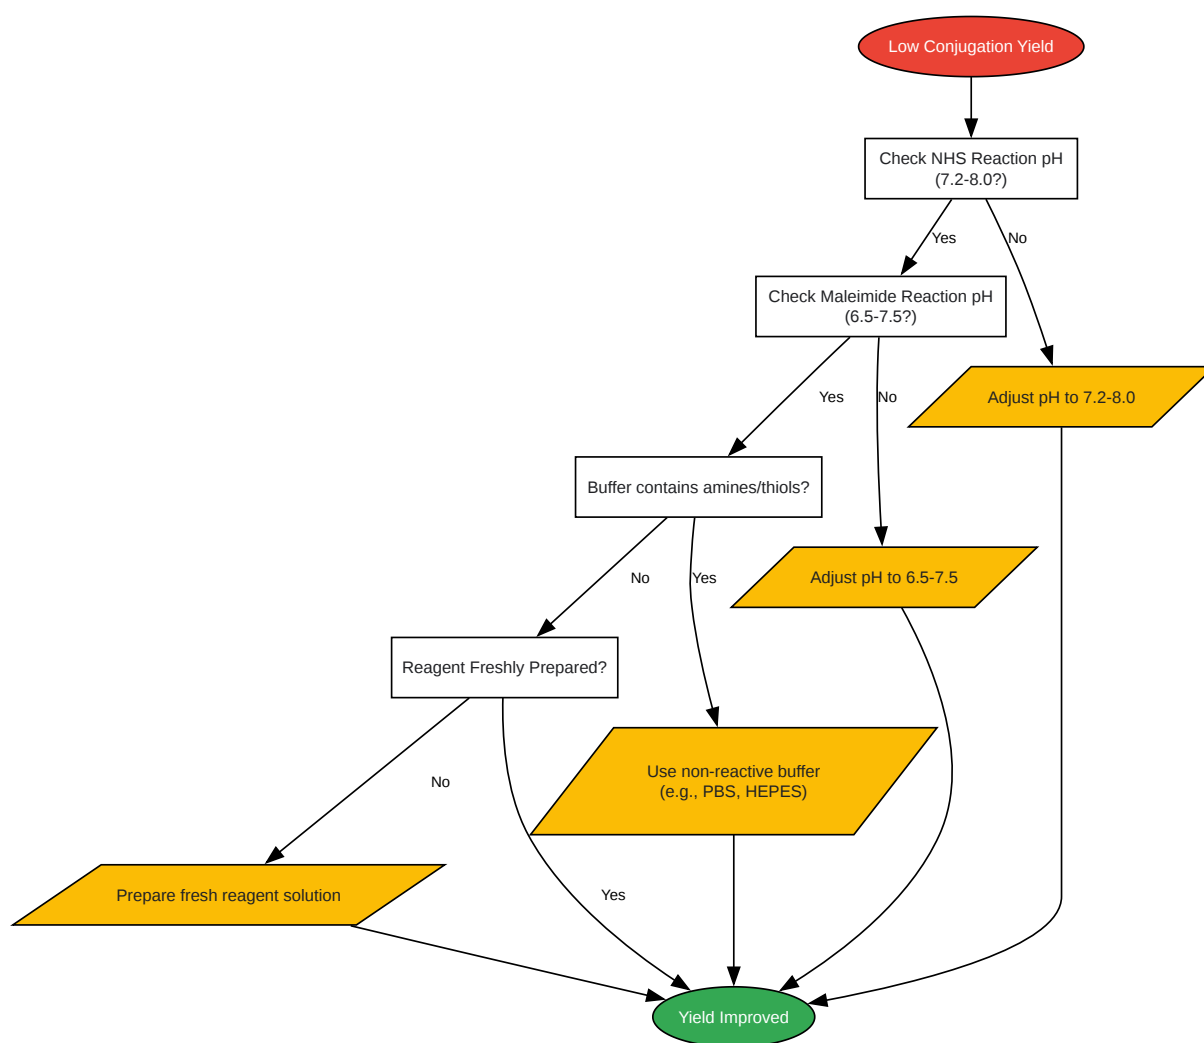 Low Conjugation Yield
Check NHS Reaction pH
(7.2-8.0?)
Yes
No
Check Maleimide Reaction pH
(6.5-7.5?)
Yes
No
Adjust pH to 7.2-8.0
Buffer contains amines/thiols?
No
Yes
Adjust pH to 6.5-7.5
Reagent Freshly Prepared?
No
Use non-reactive buffer
(e.g., PBS, HEPES)
Prepare fresh reagent solution
Yes
Yield Improved